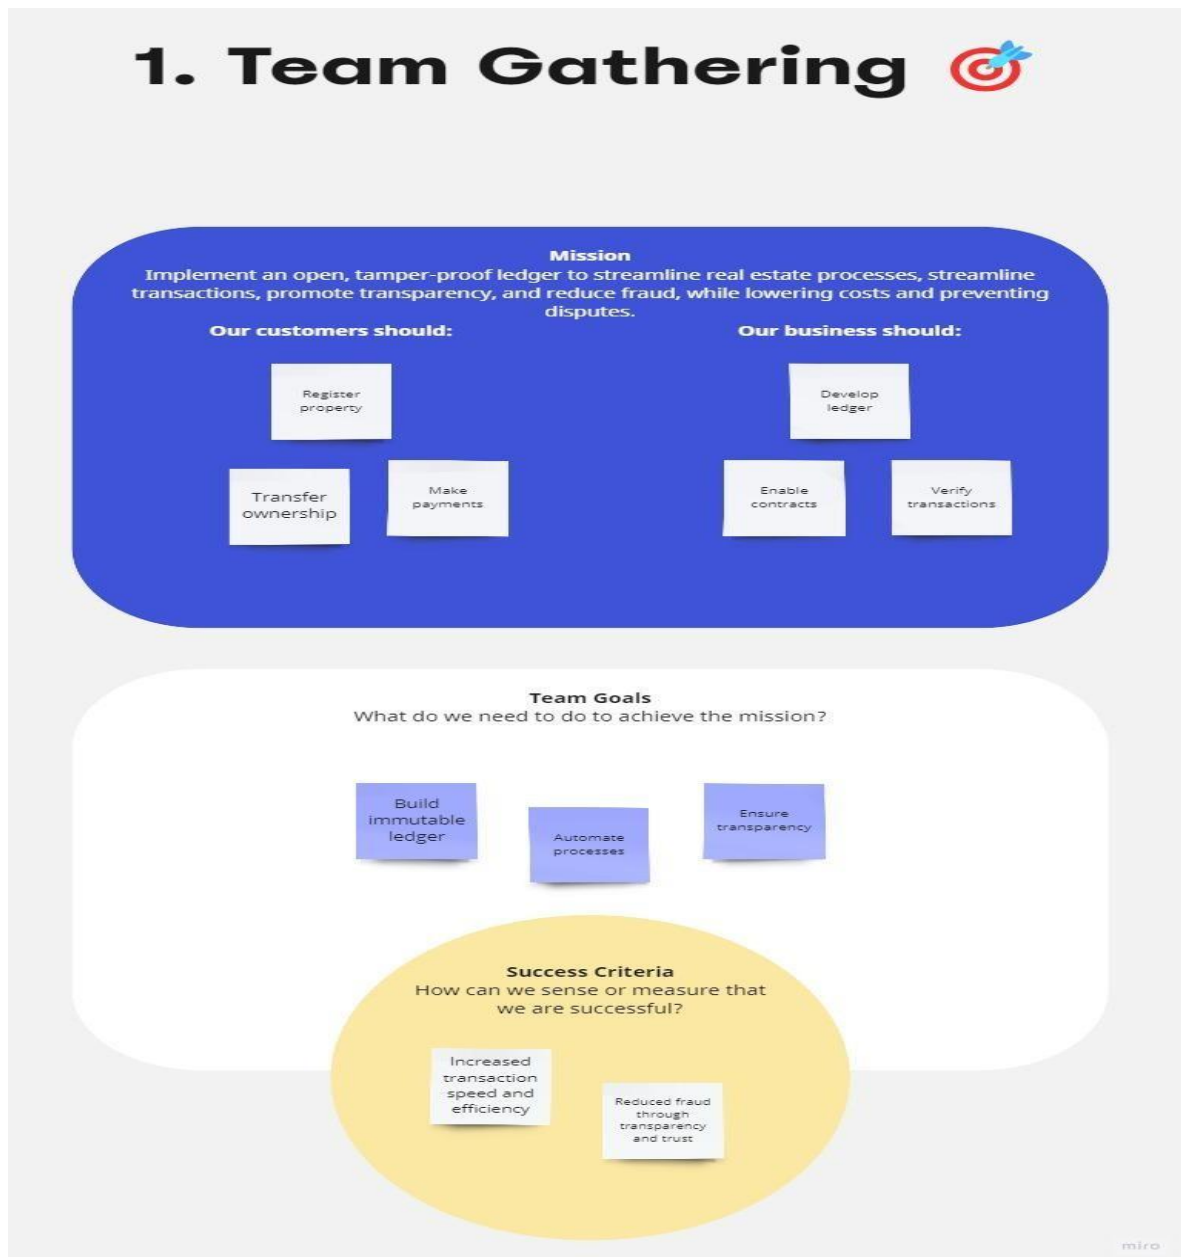 1. Team Gathering
Mission
Implement an open, tamper-proof ledger to streamline real estate processes, streamline
transactions, promote transparency, and reduce fraud, while lowering costs and preventing
disputes.
Our customers should:
Register
property
Transfer
ownership
Make
payments
Our business should:
Develop
ledger
Enable
contracts
Verify
transactions
Team Goals
What do we need to do to achieve the mission?
Build
immutable
ledger
Automate
processes
Ensure
transparency
Success Criteria
How can we sense or measure that
we are successful?
Increased
transaction
speed and
efficiency
Reduced fraud
through
transparency
and trust
miro